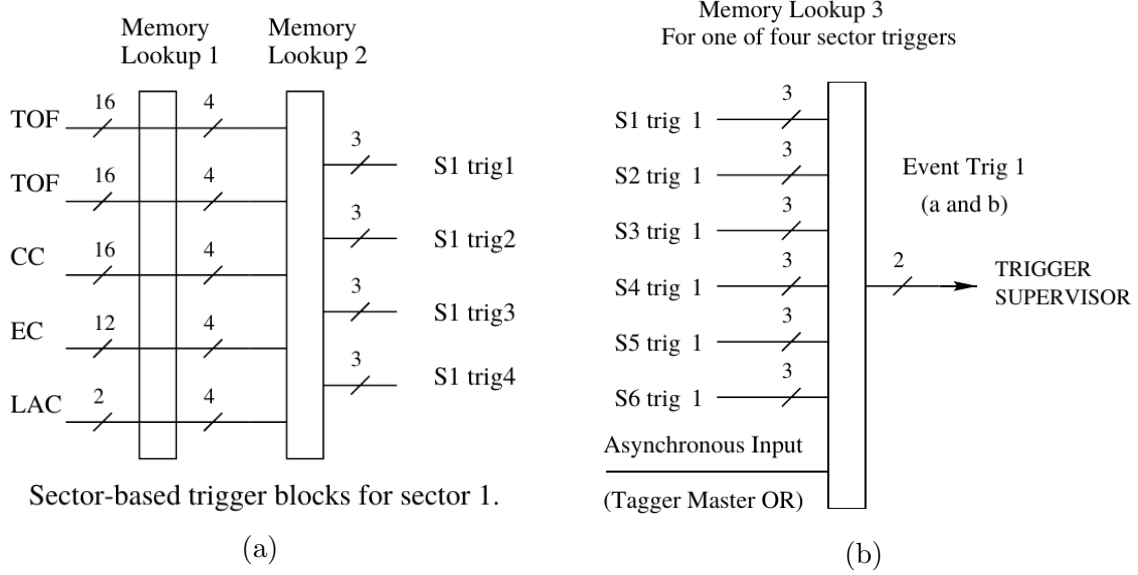 Memory
Lookup 1
Memory
Lookup 2
TOF
16
4
TOF
16
4
CC
16
4
EC
12
4
LAC
2
4
3
S1 trig1
3
S1 trig2
3
S1 trig3
3
S1 trig4
Sector-based trigger blocks for sector 1.
(a)
Memory Lookup 3
For one of four sector triggers
S1 trig 1
3
S2 trig 1
3
S3 trig 1
3
S4 trig 1
3
S5 trig 1
3
S6 trig 1
3
Asynchronous Input
(Tagger Master OR)
Event Trig 1
(a and b)
2
TRIGGER
SUPERVISOR
(b)